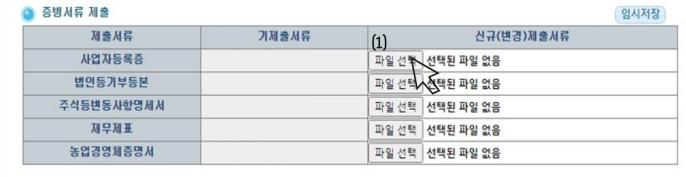 증빙서류 제출 임시저장
제출서류 기제출서류 (1) 신규(변경)제출서류
사업자등록증 파일 선택 선택된 파일 없음
법인등기부등본 파일 선택 선택된 파일 없음
주식등변동사항명세서 파일 선택 선택된 파일 없음
재무제표 파일 선택 선택된 파일 없음
농업경영체증명서 파일 선택 선택된 파일 없음